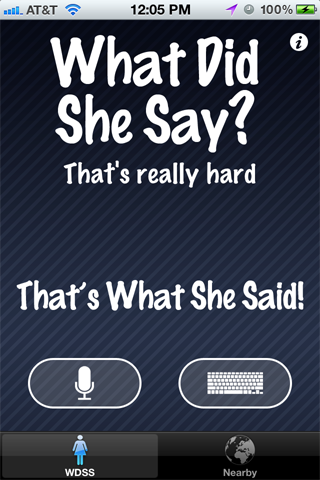 AT&T 12:05 PM 100%
What Did
She Say?
That's really hard
That's What She Said!
WDSS Nearby